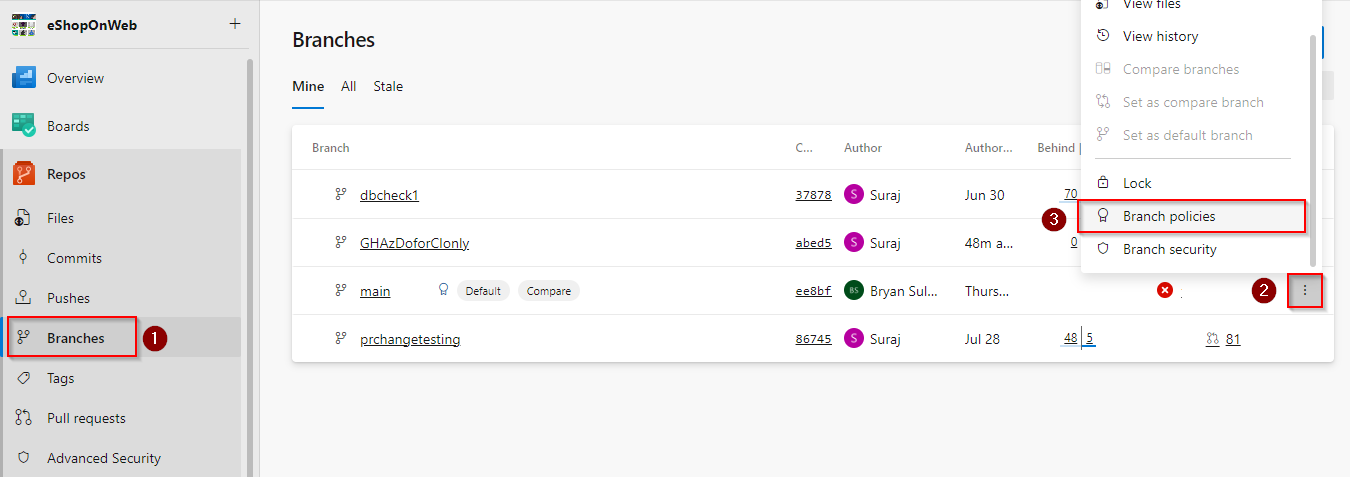 eShopOnWeb +
Overview
Boards
Repos
Files
Commits
Pushes
Branches 1
Tags
Pull requests
Advanced Security
Branches
Mine All Stale
Branch C... Author Author... Behind
dbcheck1 37878 S Suraj Jun 30 70
GHAzDoforClonly abed5 S Suraj 48m a... 0
main Default Compare ee8bf BS Bryan Sul... Thurs... 2
prchangetesting 86745 S Suraj Jul 28 48 5 81
View files
View history
Compare branches
Set as compare branch
Set as default branch
Lock
3 Branch policies
Branch security